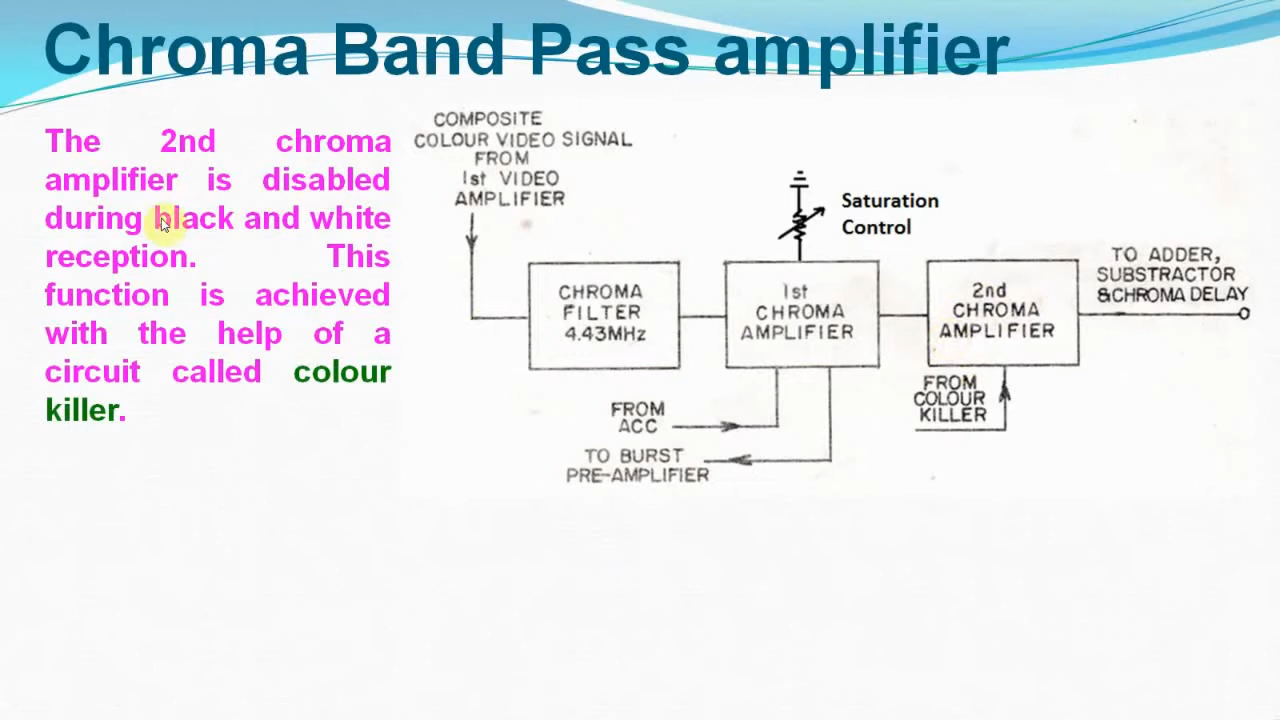 Chroma Band Pass amplifier
The 2nd chroma
amplifier is disabled
during black and white
reception. This
function is achieved
with the help of a
circuit called colour
killer.
COMPOSITE
COLOUR VIDEO SIGNAL
FROM
1st VIDEO
AMPLIFIER
Saturation
Control
CHROMA
FILTER
4.43MHz
1st
CHROMA
AMPLIFIER
2nd
CHROMA
AMPLIFIER
TO ADDER,
SUBSTRACTOR
&CHROMA DELAY
FROM
ACC
TO BURST
PRE-AMPLIFIER
FROM
COLOUR
KILLER